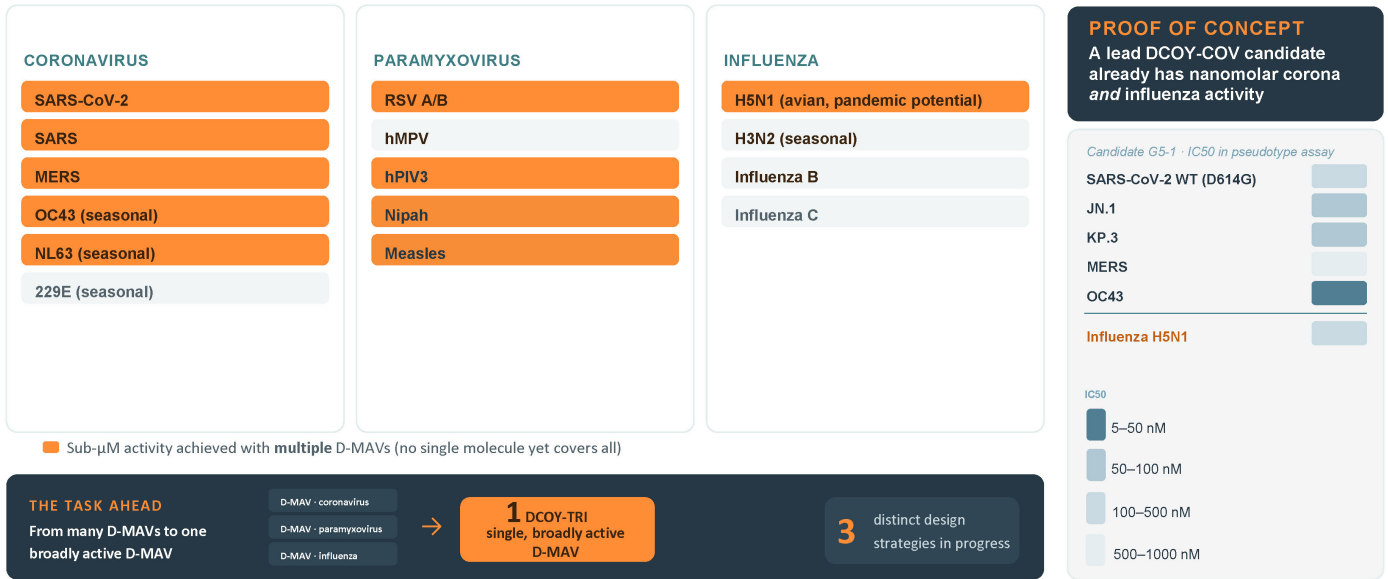 CORONAVIRUS
SARS-CoV-2
SARS
MERS
OC43 (seasonal)
NL63 (seasonal)
229E (seasonal)
PARAMYXOVIRUS
RSV A/B
hMPV
hPIV3
Nipah
Measles
INFLUENZA
H5N1 (avian, pandemic potential)
H3N2 (seasonal)
Influenza B
Influenza C
Sub-μM activity achieved with multiple D-MAVs (no single molecule yet covers all)
THE TASK AHEAD
From many D-MAVs to one
broadly active D-MAV
D-MAV · coronavirus
D-MAV · paramyxovirus
D-MAV · influenza
→
1 DCOY-TRI
single, broadly active
D-MAV
3
distinct design
strategies in progress
PROOF OF CONCEPT
A lead DCOY-COV candidate
already has nanomolar corona
and influenza activity
Candidate G5-1 · IC50 in pseudotype assay
SARS-CoV-2 WT (D614G)
JN.1
KP.3
MERS
OC43
Influenza H5N1
IC50
5–50 nM
50–100 nM
100–500 nM
500–1000 nM